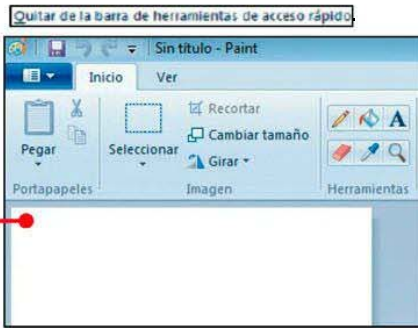 Quitar de la barra de herramientas de acceso rápido.
Sin título - Paint
Inicio Ver
Recortar
Cambiar tamaño
Pegar Seleccionar Girar
Portapapeles Imagen Herramientas
A